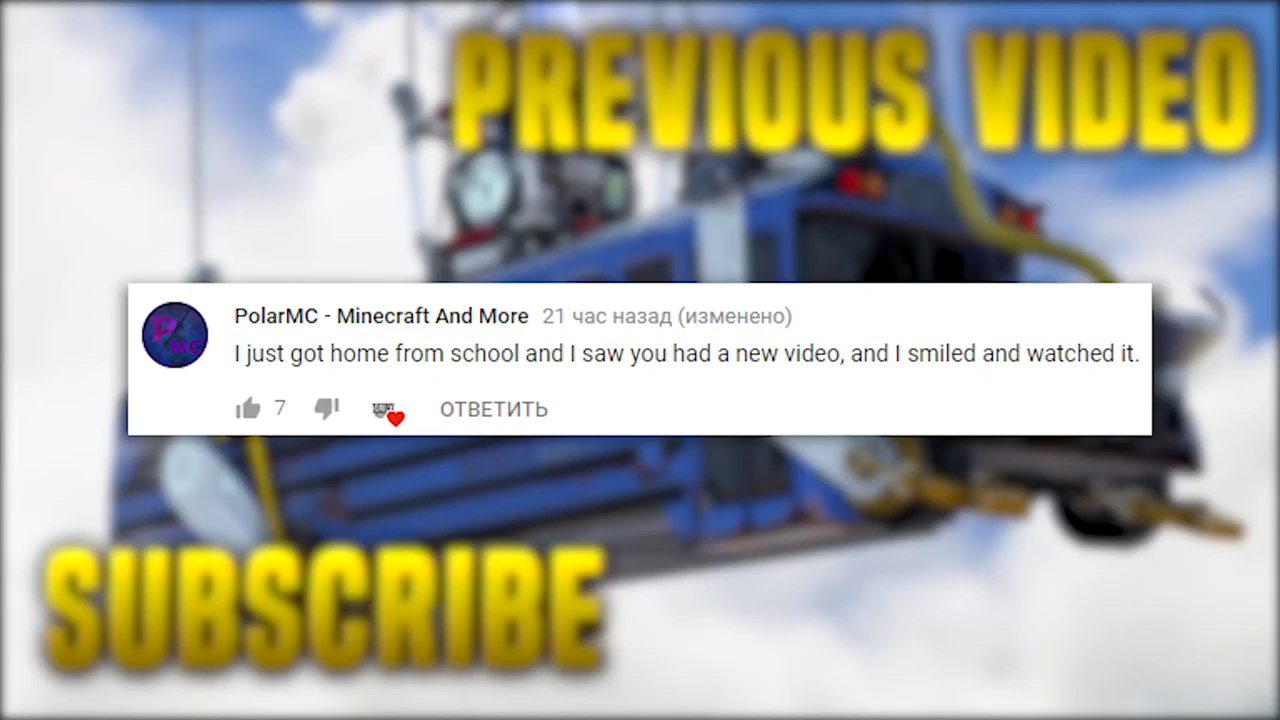 PREVIOUS VIDEO
PolarMC - Minecraft And More 21 час назад (изменено)
I just got home from school and I saw you had a new video, and I smiled and watched it.
7 ОТВЕТИТЬ
SUBSCRIBE